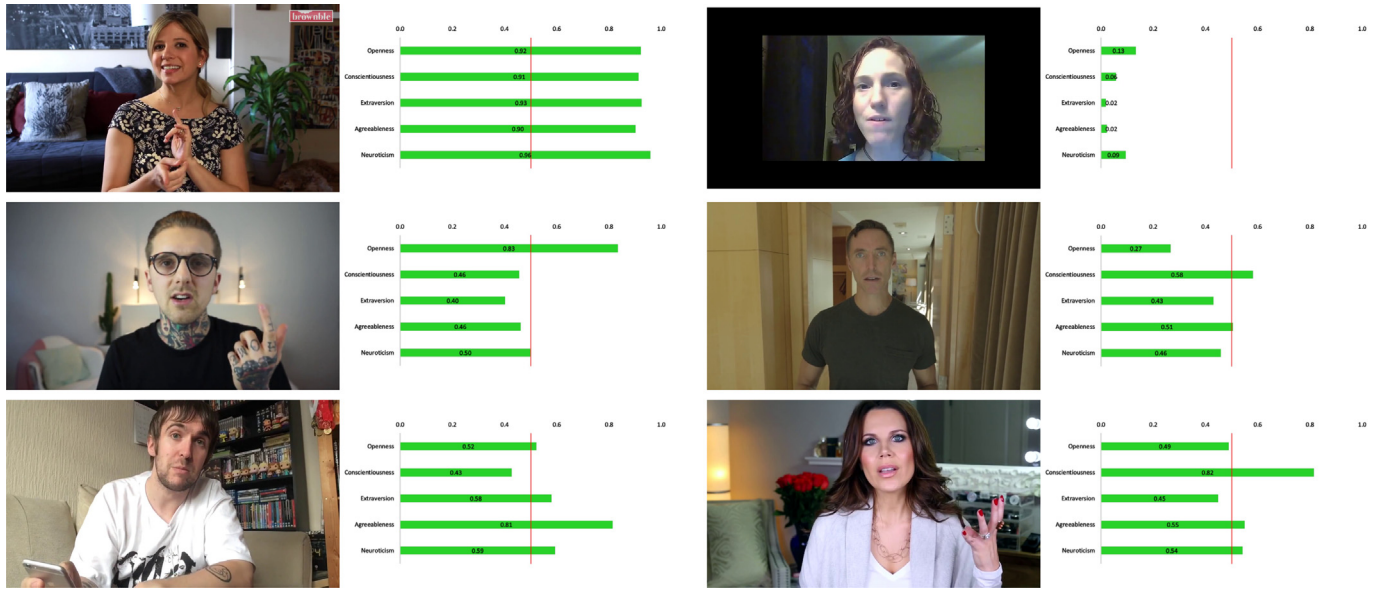 brownble
0.0 0.2 0.4 0.6 0.8 1.0
Openness 0.92
Conscientiousness 0.91
Extraversion 0.93
Agreeableness 0.90
Neuroticism 0.96
0.0 0.2 0.4 0.6 0.8 1.0
Openness 0.13
Conscientiousness 0.06
Extraversion 0.02
Agreeableness 0.02
Neuroticism 0.09
0.0 0.2 0.4 0.6 0.8 1.0
Openness 0.83
Conscientiousness 0.46
Extraversion 0.40
Agreeableness 0.46
Neuroticism 0.50
0.0 0.2 0.4 0.6 0.8 1.0
Openness 0.27
Conscientiousness 0.58
Extraversion 0.43
Agreeableness 0.51
Neuroticism 0.46
0.0 0.2 0.4 0.6 0.8 1.0
Openness 0.52
Conscientiousness 0.43
Extraversion 0.58
Agreeableness 0.81
Neuroticism 0.59
0.0 0.2 0.4 0.6 0.8 1.0
Openness 0.49
Conscientiousness 0.82
Extraversion 0.45
Agreeableness 0.55
Neuroticism 0.54